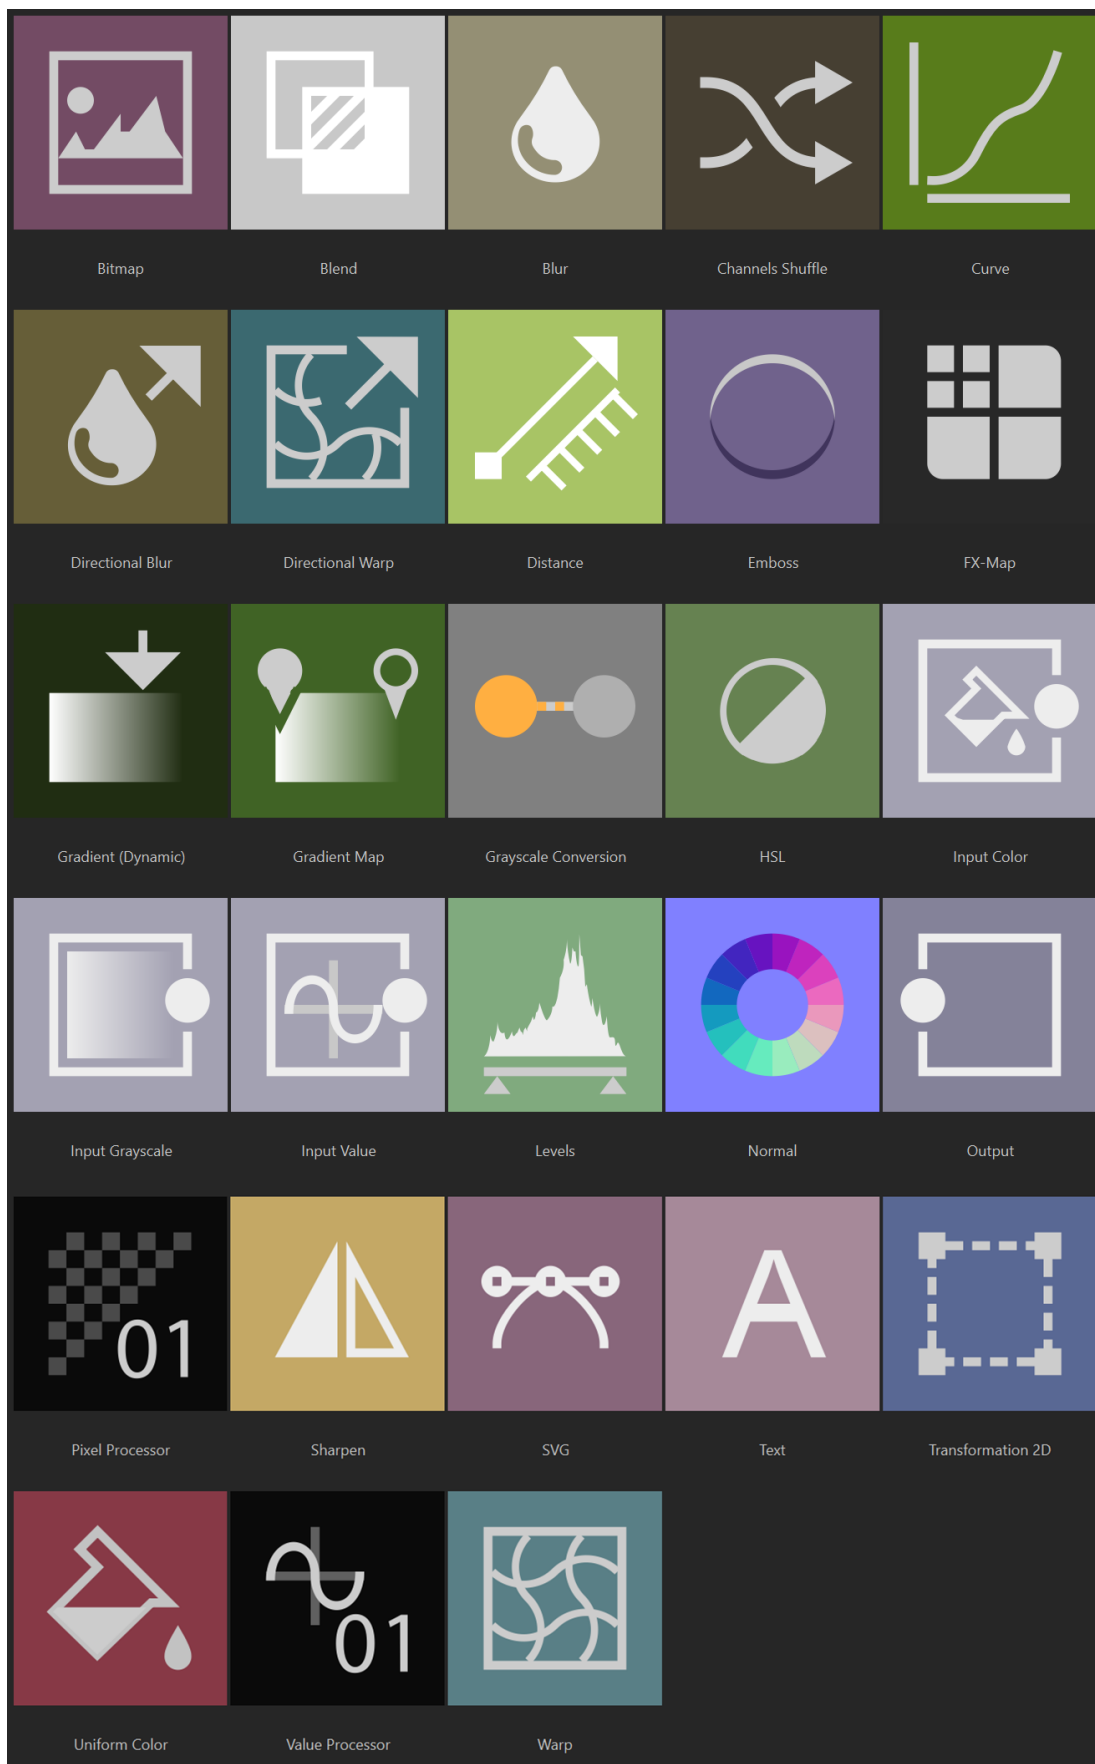 Bitmap
Blend
Blur
Channels Shuffle
Curve
Directional Blur
Directional Warp
Distance
Emboss
FX-Map
Gradient (Dynamic)
Gradient Map
Grayscale Conversion
HSL
Input Color
Input Grayscale
Input Value
Levels
Normal
Output
01
A
Pixel Processor
Sharpen
SVG
Text
Transformation 2D
01
Uniform Color
Value Processor
Warp